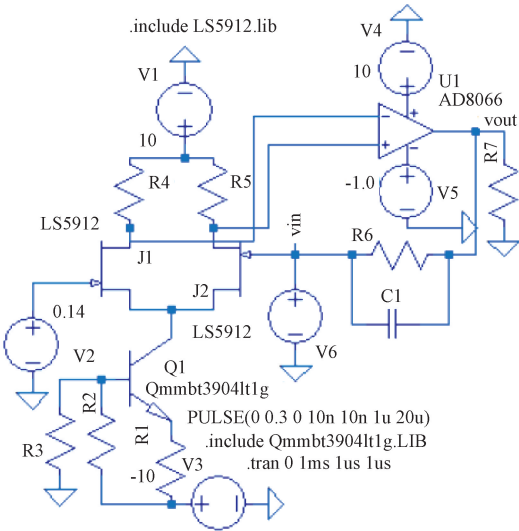 .include LS5912.lib
V4
V1
10
U1
AD8066
10
vout
R4
R5
-1.0
V5
R7
LS5912
vin
R6
J1
J2
C1
0.14
LS5912
V6
V2
Q1
Qmmbt3904lt1g
R3
R2
R1
PULSE(0 0.3 0 10n 10n 1u 20u)
.include Qmmbt3904lt1g.LIB
V3
.tran 0 1ms 1us 1us
-10